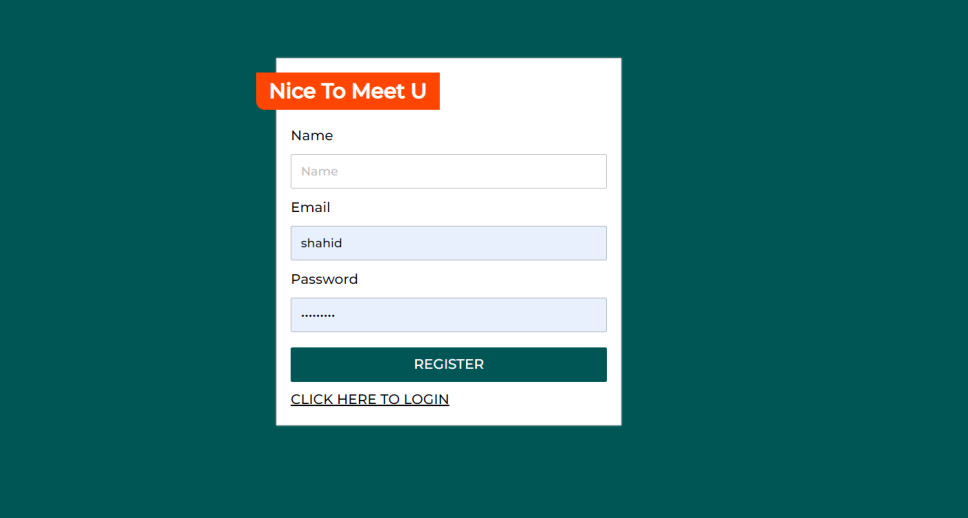 Nice To Meet U
Name
Name
Email
shahid
Password
•••••••••
REGISTER
CLICK HERE TO LOGIN